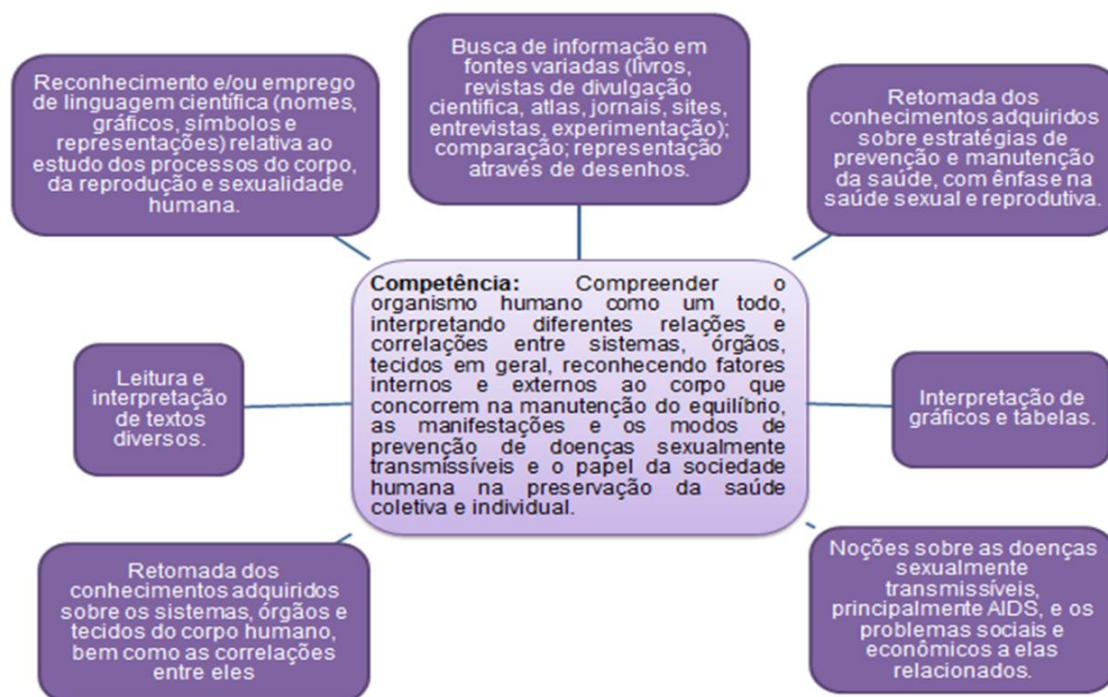 Busca de informação em
fontes variadas (livros,
revistas de divulgação
científica, atlas, jornais, sites,
entrevistas, experimentação);
comparação; representação
através de desenhos.
Reconhecimento e/ou emprego
de linguagem científica (nomes,
gráficos, símbolos e
representações) relativa ao
estudo dos processos do corpo,
da reprodução e sexualidade
humana.
Retomada dos
conhecimentos adquiridos
sobre estratégias de
prevenção e manutenção
da saúde, com ênfase na
saúde sexual e reprodutiva.
Competência: Compreender o
organismo humano como um todo,
interpretando diferentes relações e
correlações entre sistemas, órgãos,
tecidos em geral, reconhecendo fatores
internos e externos ao corpo que
concorrem na manutenção do equilíbrio,
as manifestações e os modos de
prevenção de doenças sexualmente
transmissíveis e o papel da sociedade
humana na preservação da saúde
coletiva e individual.
Leitura e
interpretação
de textos
diversos.
Interpretação de
gráficos e tabelas.
Retomada dos
conhecimentos adquiridos
sobre os sistemas, órgãos e
tecidos do corpo humano,
bem como as correlações
entre eles
Noções sobre as doenças
sexualmente
transmissíveis,
principalmente AIDS, e os
problemas sociais e
econômicos a elas
relacionados.